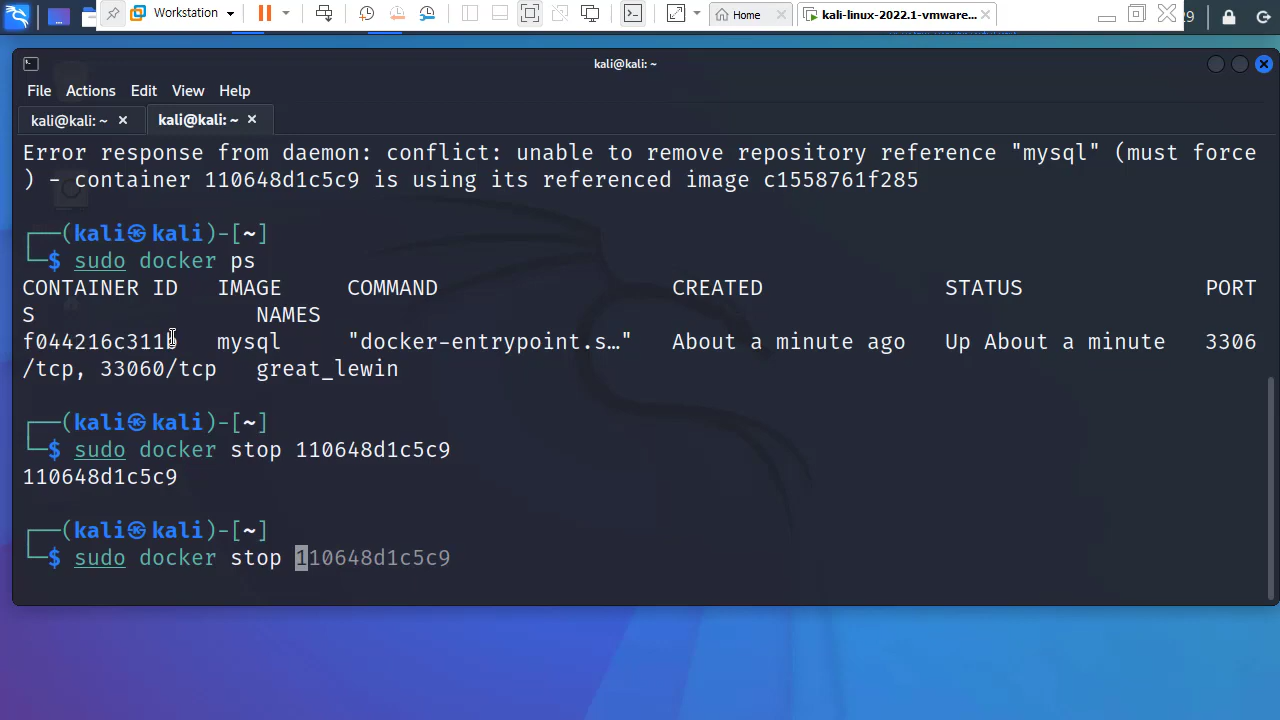 Workstation
Home
kali-linux-2022.1-vmware...
29
kali@kali: ~
File Actions Edit View Help
kali@kali: ~
kali@kali: ~
Error response from daemon: conflict: unable to remove repository reference "mysql" (must force
) - container 110648d1c5c9 is using its referenced image c1558761f285
┌──(kali㉿kali)-[~]
└─$ sudo docker ps
CONTAINER ID IMAGE COMMAND CREATED STATUS PORT
S NAMES
f044216c311b mysql "docker-entrypoint.s…" About a minute ago Up About a minute 3306
/tcp, 33060/tcp great_lewin
┌──(kali㉿kali)-[~]
└─$ sudo docker stop 110648d1c5c9
110648d1c5c9
┌──(kali㉿kali)-[~]
└─$ sudo docker stop 110648d1c5c9